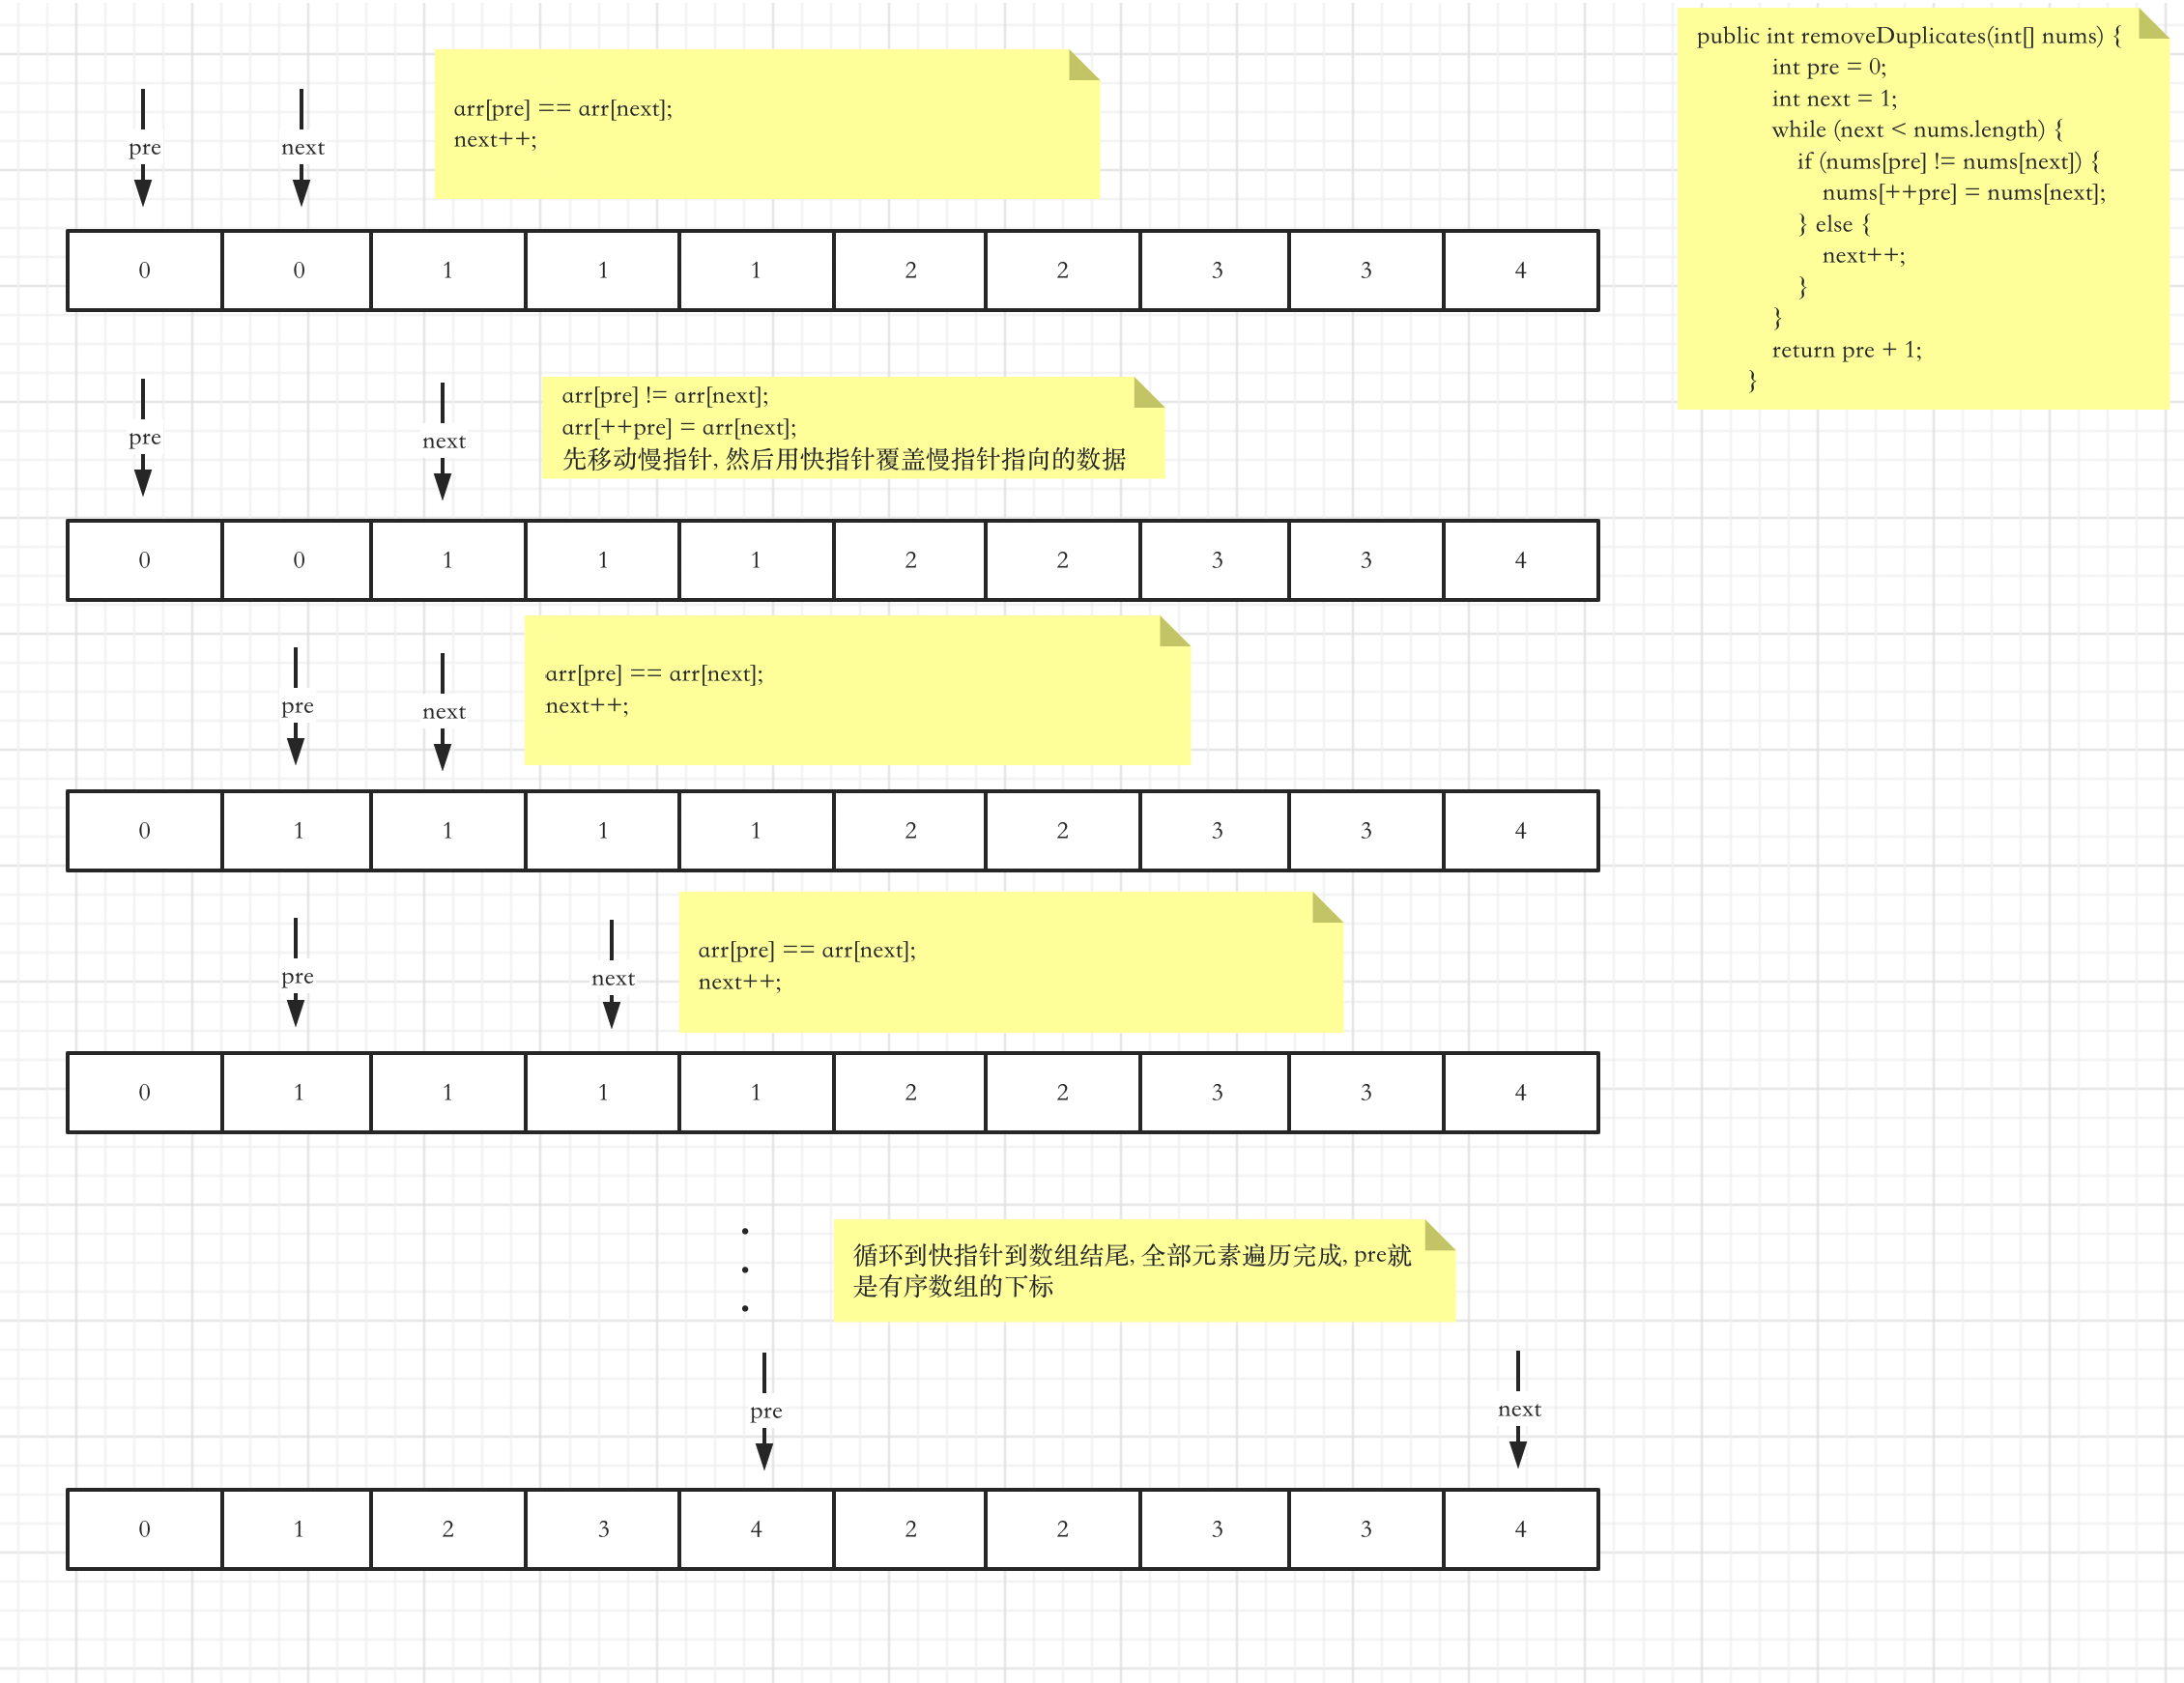 public int removeDuplicates(int[] nums) {
int pre = 0;
int next = 1;
while (next < nums.length) {
if (nums[pre] != nums[next]) {
nums[++pre] = nums[next];
} else {
next++;
}
}
return pre + 1;
}
arr[pre] == arr[next];
next++;
pre next
0 0 1 1 1 2 2 3 3 4
arr[pre] != arr[next];
arr[++pre] = arr[next];
先移动慢指针, 然后用快指针覆盖慢指针指向的数据
pre next
0 0 1 1 1 2 2 3 3 4
arr[pre] == arr[next];
next++;
pre next
0 1 1 1 1 2 2 3 3 4
arr[pre] == arr[next];
next++;
pre next
0 1 1 1 1 2 2 3 3 4
循环到快指针到数组结尾, 全部元素遍历完成, pre就
是有序数组的下标
pre next
0 1 2 3 4 2 2 3 3 4